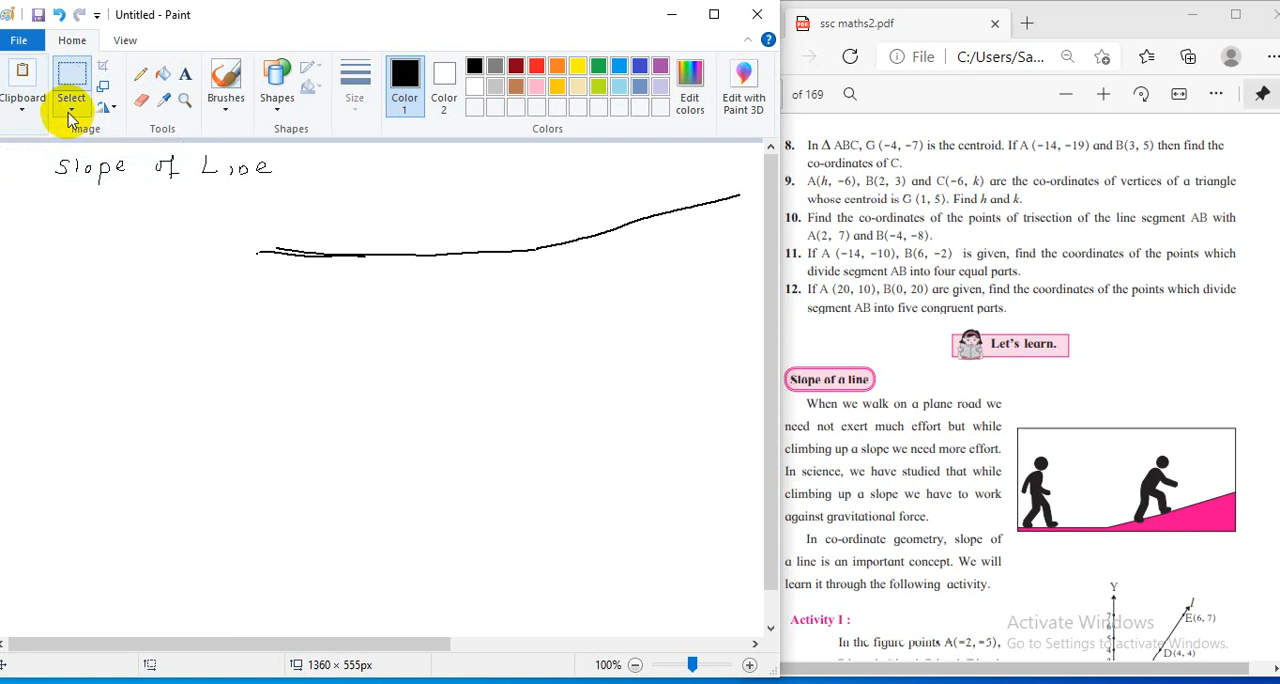 Untitled - Paint
File
Home
View
Clipboard
Select
Image
Tools
Brushes
Shapes
Shapes
Size
Color
1
Color
2
Edit
colors
Edit with
Paint 3D
Colors
Slope of Line
1360 × 555px
100%
ssc maths2.pdf
File
C:/Users/Sa...
of 169
8. In Δ ABC, G (-4, -7) is the centroid. If A (-14, -19) and B(3, 5) then find the
co-ordinates of C.
9. A(h, -6), B(2, 3) and C(-6, k) are the co-ordinates of vertices of a triangle
whose centroid is G (1, 5). Find h and k.
10. Find the co-ordinates of the points of trisection of the line segment AB with
A(2, 7) and B(-4, -8).
11. If A (-14, -10), B(6, -2) is given, find the coordinates of the points which
divide segment AB into four equal parts.
12. If A (20, 10), B(0, 20) are given, find the coordinates of the points which divide
segment AB into five congruent parts.
Let's learn.
Slope of a line
When we walk on a plane road we
need not exert much effort but while
climbing up a slope we need more effort.
In science, we have studied that while
climbing up a slope we have to work
against gravitational force.
In co-ordinate geometry, slope of
a line is an important concept. We will
learn it through the following activity.
Activity I :
In the figure points A(-2, -5),
Y
l
7
6
5
4
E(6, 7)
D(4, 4)
Activate Windows
Go to Settings to activate Windows.